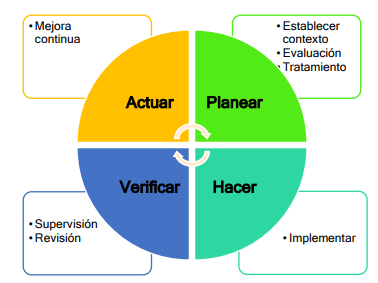 • Mejora
continua
• Establecer
contexto
• Evaluación
• Tratamiento
Actuar
Planear
Verificar
Hacer
• Supervisión
• Revisión
• Implementar